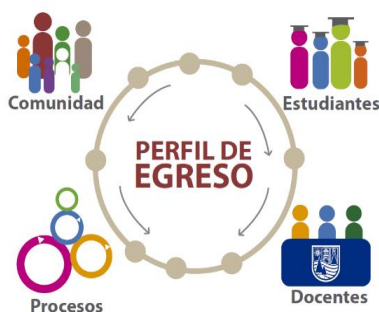 Comunidad
Estudiantes
PERFIL DE
EGRESO
Procesos
Docentes